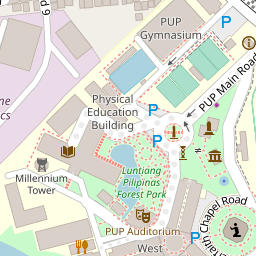 PUP
Gymnasium
P
P
PUP Main Road
Physical
Education
Building
P
Millennium
Tower
Luntiang
Pilipinas
Forest Park
PUP Auditorium
West
P
Chapel Road